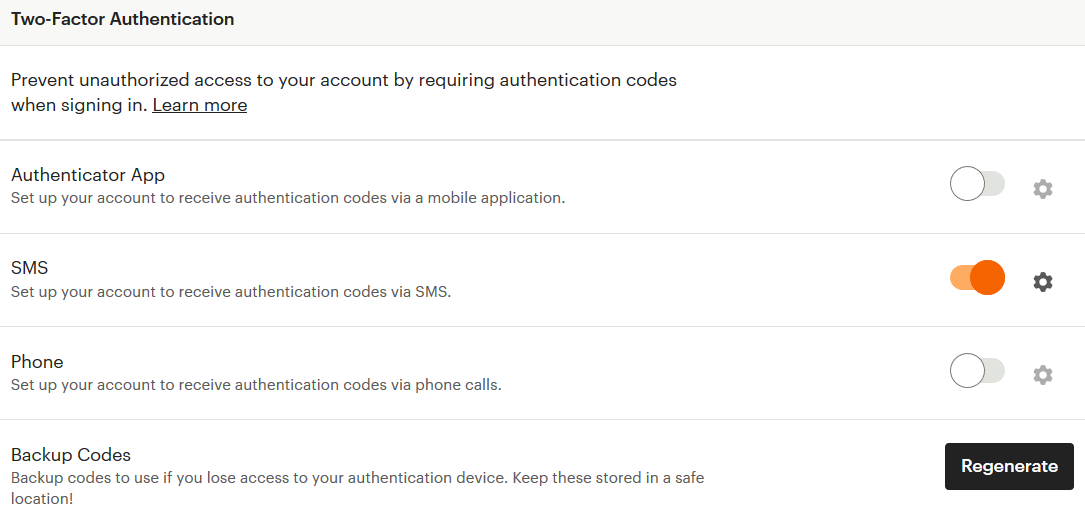 Two-Factor Authentication
Prevent unauthorized access to your account by requiring authentication codes
when signing in. Learn more
Authenticator App
Set up your account to receive authentication codes via a mobile application.
SMS
Set up your account to receive authentication codes via SMS.
Phone
Set up your account to receive authentication codes via phone calls.
Backup Codes
Backup codes to use if you lose access to your authentication device. Keep these stored in a safe
location!
Regenerate